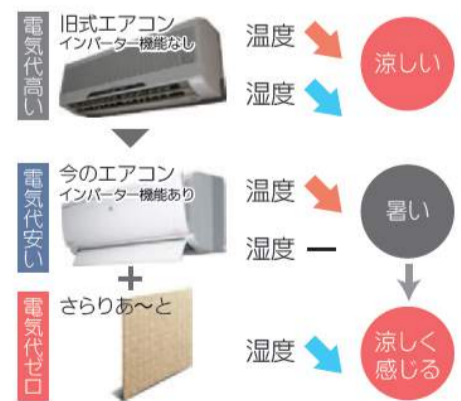 電気代高い
旧式エアコン
インバーター機能なし
温度
湿度
涼しい
電気代安い
今のエアコン
インバーター機能あり
温度
湿度
暑い
電気代ゼロ
さらりあ〜と
湿度
涼しく
感じる